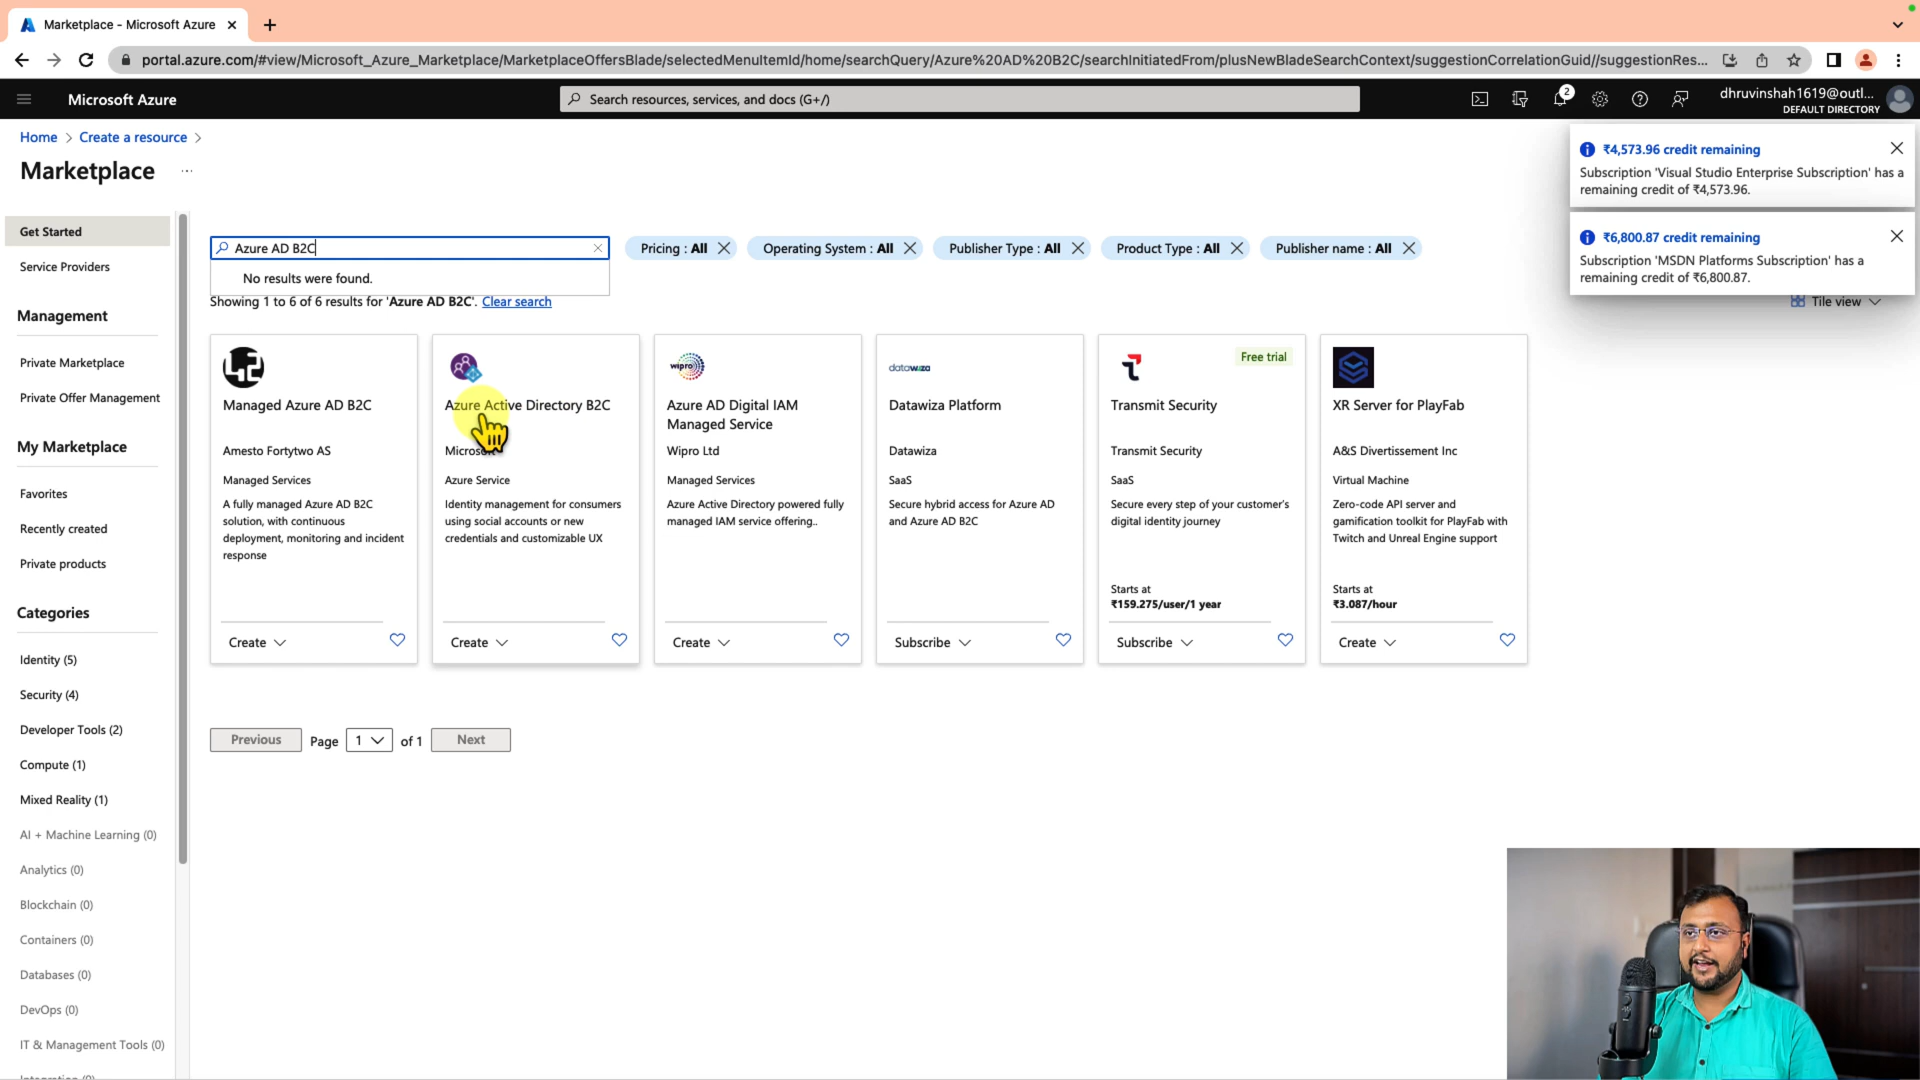 Marketplace - Microsoft Azure
portal.azure.com/#view/Microsoft_Azure_Marketplace/MarketplaceOffersBlade/selectedMenuItemId/home/searchQuery/Azure%20AD%20B2C/searchInitiatedFrom/plusNewBladeSearchContext/suggestionCorrelationGuid//suggestionRes...
Microsoft Azure
Search resources, services, and docs (G+/)
2
dhruvinshah1619@outl...
DEFAULT DIRECTORY
Home > Create a resource >
Marketplace ...
₹4,573.96 credit remaining
Subscription 'Visual Studio Enterprise Subscription' has a
remaining credit of ₹4,573.96.
₹6,800.87 credit remaining
Subscription 'MSDN Platforms Subscription' has a
remaining credit of ₹6,800.87.
Get Started
Service Providers
Management
Private Marketplace
Private Offer Management
My Marketplace
Favorites
Recently created
Private products
Categories
Identity (5)
Security (4)
Developer Tools (2)
Compute (1)
Mixed Reality (1)
AI + Machine Learning (0)
Analytics (0)
Blockchain (0)
Containers (0)
Databases (0)
DevOps (0)
IT & Management Tools (0)
Azure AD B2C
Pricing : All
Operating System : All
Publisher Type : All
Product Type : All
Publisher name : All
No results were found.
Showing 1 to 6 of 6 results for 'Azure AD B2C'. Clear search
Tile view
42
Managed Azure AD B2C
Amesto Fortytwo AS
Managed Services
A fully managed Azure AD B2C
solution, with continuous
deployment, monitoring and incident
response
Create
Azure Active Directory B2C
Microsoft
Azure Service
Identity management for consumers
using social accounts or new
credentials and customizable UX
Create
wipro
Azure AD Digital IAM
Managed Service
Wipro Ltd
Managed Services
Azure Active Directory powered fully
managed IAM service offering..
Create
datawiza
Datawiza Platform
Datawiza
SaaS
Secure hybrid access for Azure AD
and Azure AD B2C
Subscribe
Free trial
Transmit Security
Transmit Security
SaaS
Secure every step of your customer's
digital identity journey
Starts at
₹159.275/user/1 year
Subscribe
XR Server for PlayFab
A&S Divertissement Inc
Virtual Machine
Zero-code API server and
gamification toolkit for PlayFab with
Twitch and Unreal Engine support
Starts at
₹3.087/hour
Create
Previous Page 1 of 1 Next